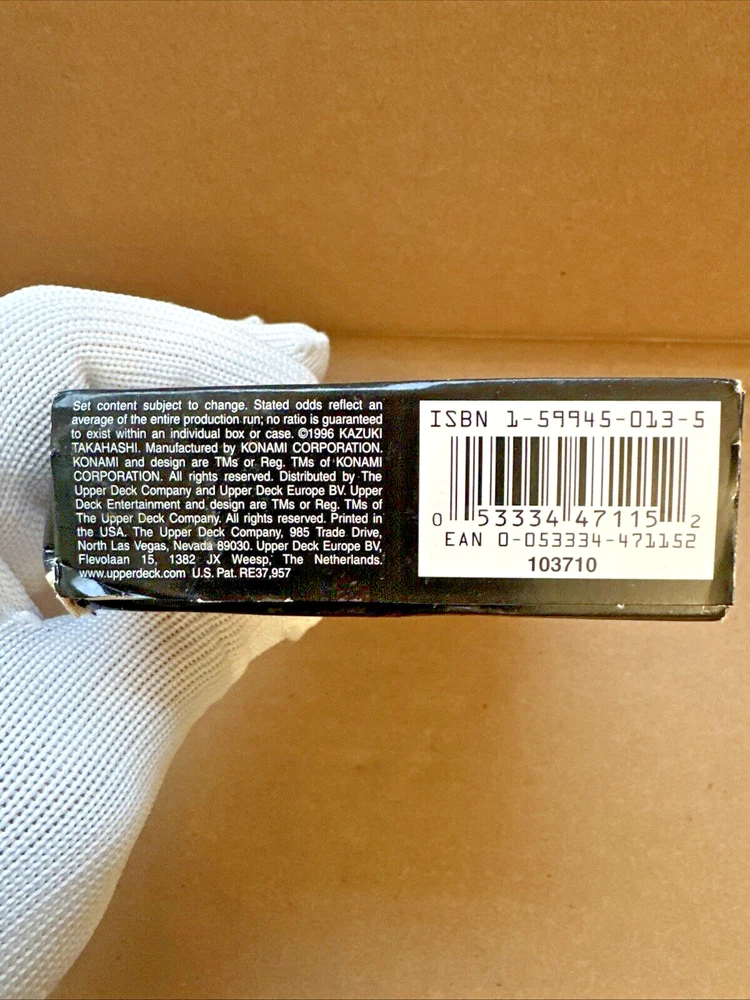 Set content subject to change. Stated odds reflect an
average of the entire production run; no ratio is guaranteed
to exist within an individual box or case. ©1996 KAZUKI
TAKAHASHI. Manufactured by KONAMI CORPORATION.
KONAMI and design are TMs or Reg. TMs of KONAMI
CORPORATION. All rights reserved. Distributed by The
Upper Deck Company and Upper Deck Europe BV. Upper
Deck Entertainment and design are TMs or Reg. TMs of
The Upper Deck Company. All rights reserved. Printed in
the USA. The Upper Deck Company, 985 Trade Drive,
North Las Vegas, Nevada 89030. Upper Deck Europe BV,
Flevolaan 15, 1382 JX Weesp, The Netherlands.
www.upperdeck.com U.S. Pat. RE37,957
ISBN 1-59945-013-5
0 53334 47115 2
EAN 0-053334-471152
103710